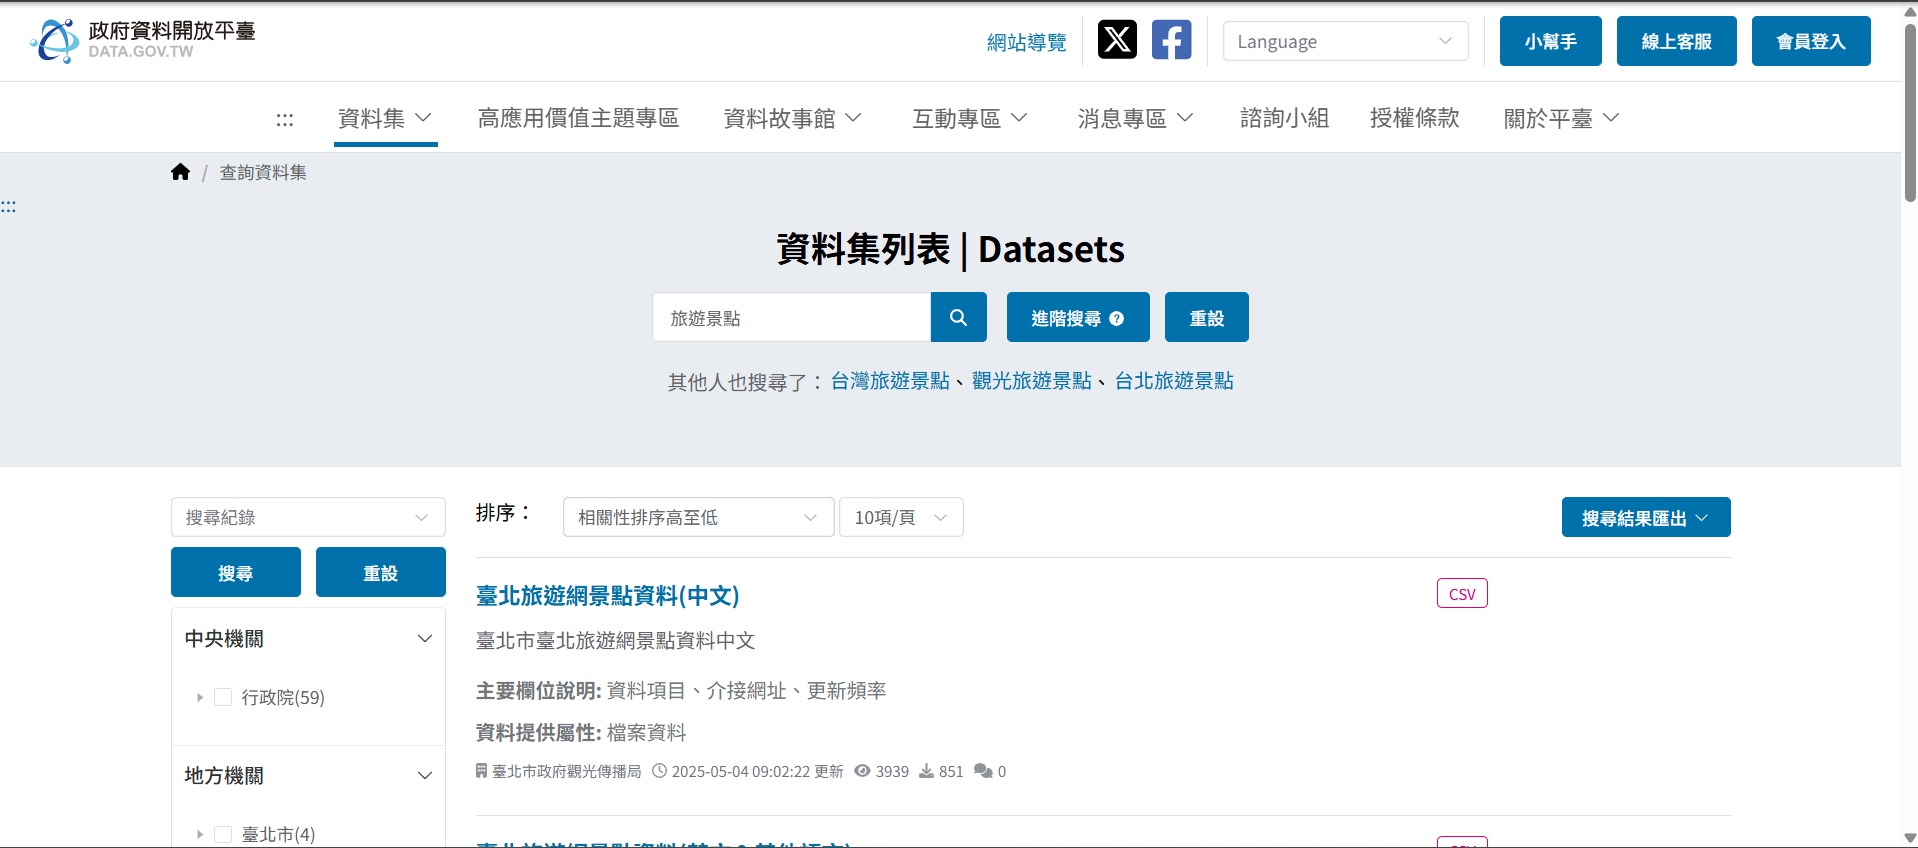 政府資料開放平臺
DATA.GOV.TW
網站導覽
Language
小幫手
線上客服
會員登入
:::
資料集
高應用價值主題專區
資料故事館
互動專區
消息專區
諮詢小組
授權條款
關於平臺
/ 查詢資料集
:::
資料集列表 | Datasets
旅遊景點
進階搜尋 ?
重設
其他人也搜尋了：台灣旅遊景點、觀光旅遊景點、台北旅遊景點
搜尋紀錄
排序：
相關性排序高至低
10項/頁
搜尋結果匯出
搜尋
重設
中央機關
行政院(59)
地方機關
臺北市(4)
臺北旅遊網景點資料(中文)
CSV
臺北市臺北旅遊網景點資料中文
主要欄位說明: 資料項目、介接網址、更新頻率
資料提供屬性: 檔案資料
臺北市政府觀光傳播局 2025-05-04 09:02:22 更新 3939 851 0